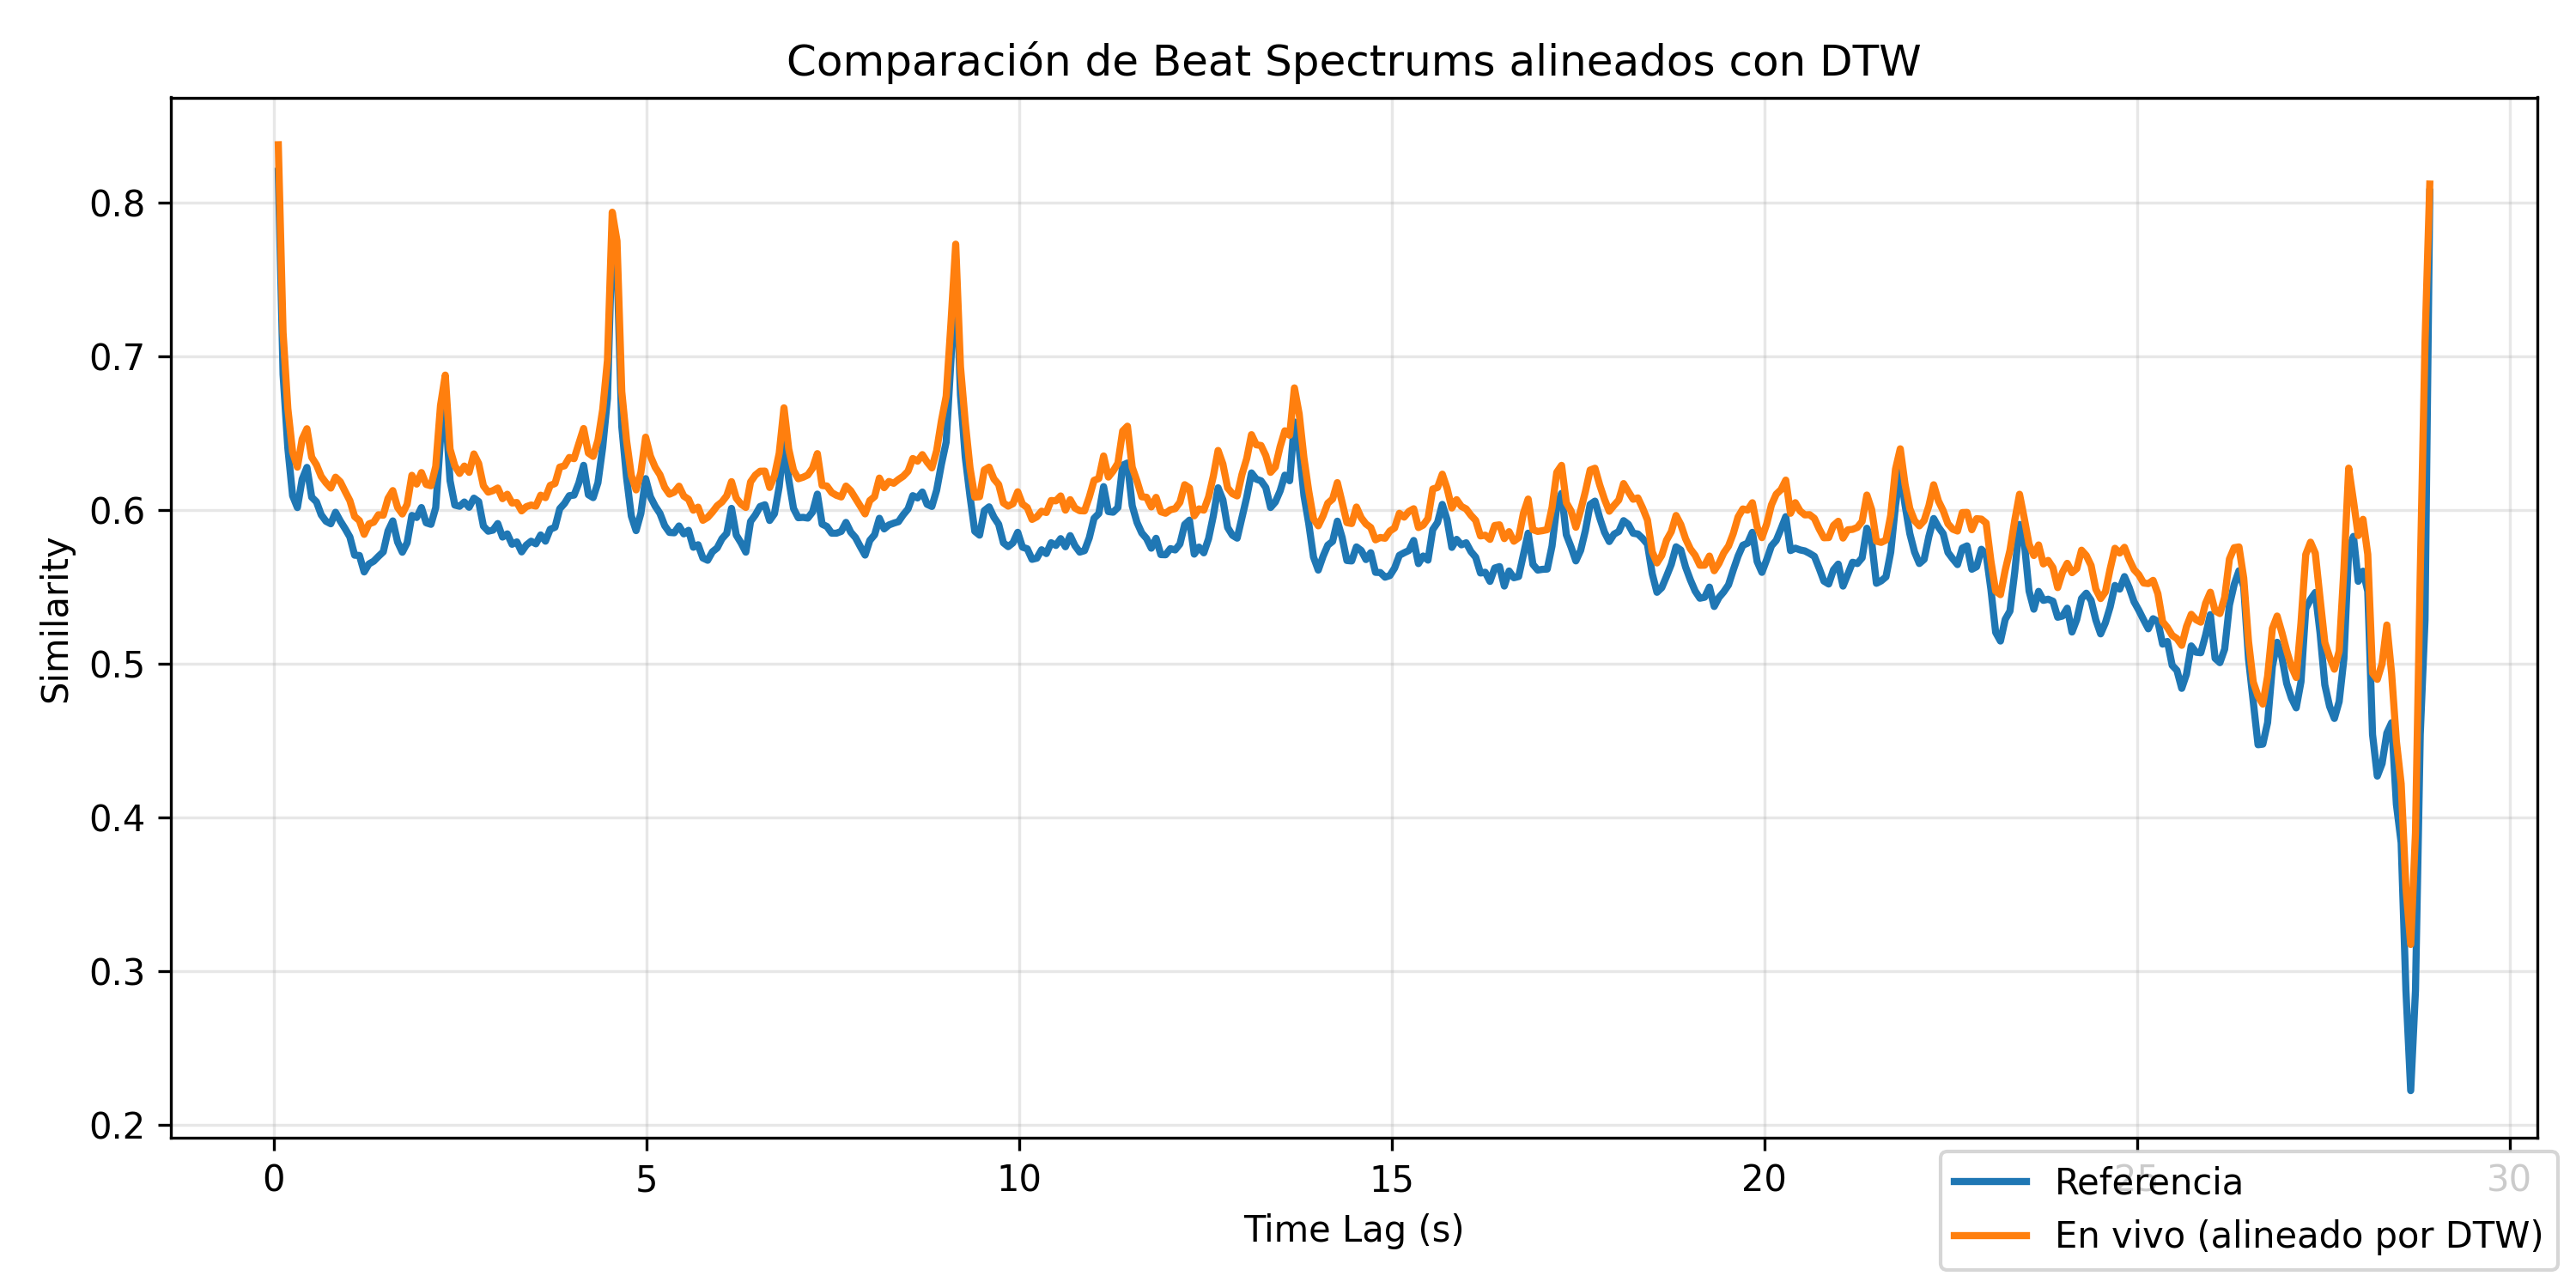 Comparación de Beat Spectrums alineados con DTW
0.8
0.7
0.6
0.5
0.4
0.3
0.2
Similarity
0 5 10 15 20 25 30
Time Lag (s)
Referencia
En vivo (alineado por DTW)